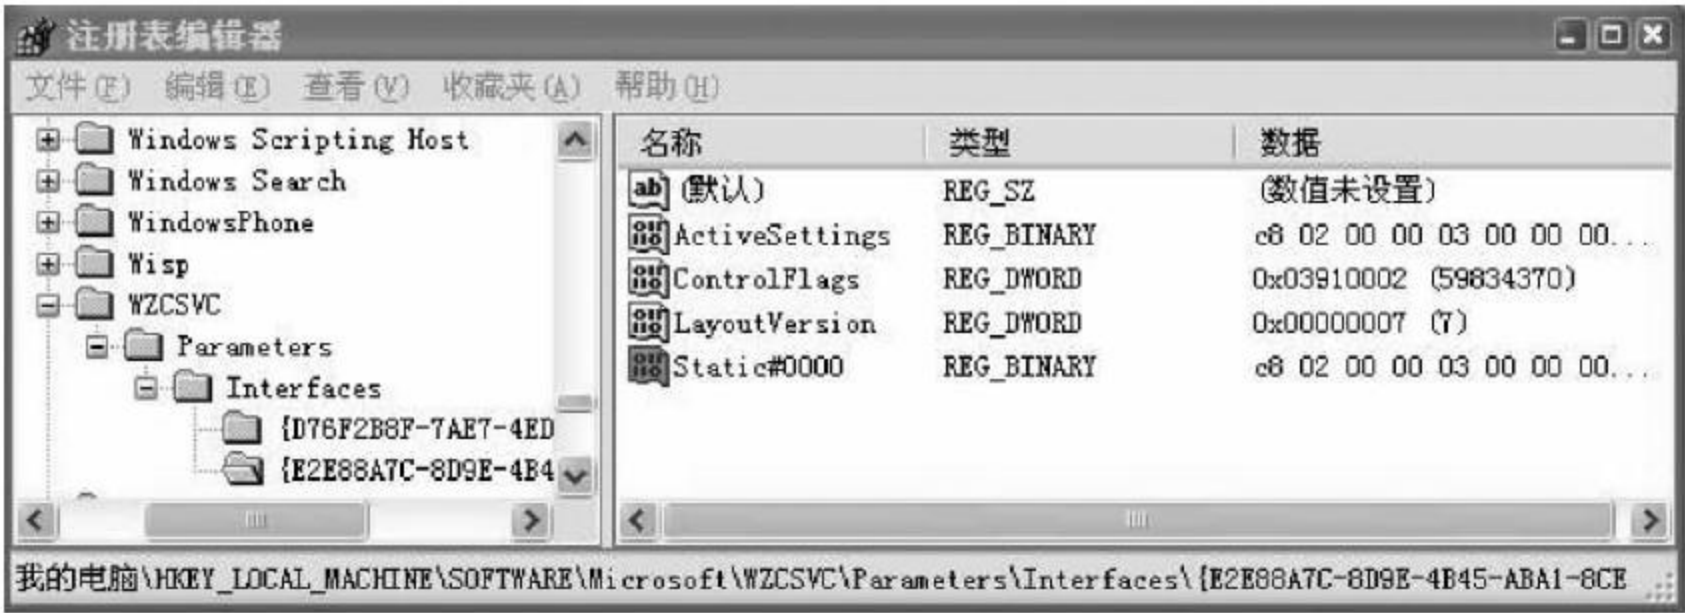 注册表编辑器
文件(F) 编辑(E) 查看(V) 收藏夹(A) 帮助(H)
Windows Scripting Host
Windows Search
WindowsPhone
Wisp
WZCSVC
Parameters
Interfaces
{D76F2B8F-7AE7-4ED
{E2E88A7C-8D9E-4B4
名称 类型 数据
(默认) REG_SZ (数值未设置)
ActiveSettings REG_BINARY c8 02 00 00 03 00 00 00...
ControlFlags REG_DWORD 0x03910002 (59834370)
LayoutVersion REG_DWORD 0x00000007 (7)
Static#0000 REG_BINARY c8 02 00 00 03 00 00 00...
我的电脑\HKEY_LOCAL_MACHINE\SOFTWARE\Microsoft\WZCSVC\Parameters\Interfaces\{E2E88A7C-8D9E-4B45-ABA1-8CE